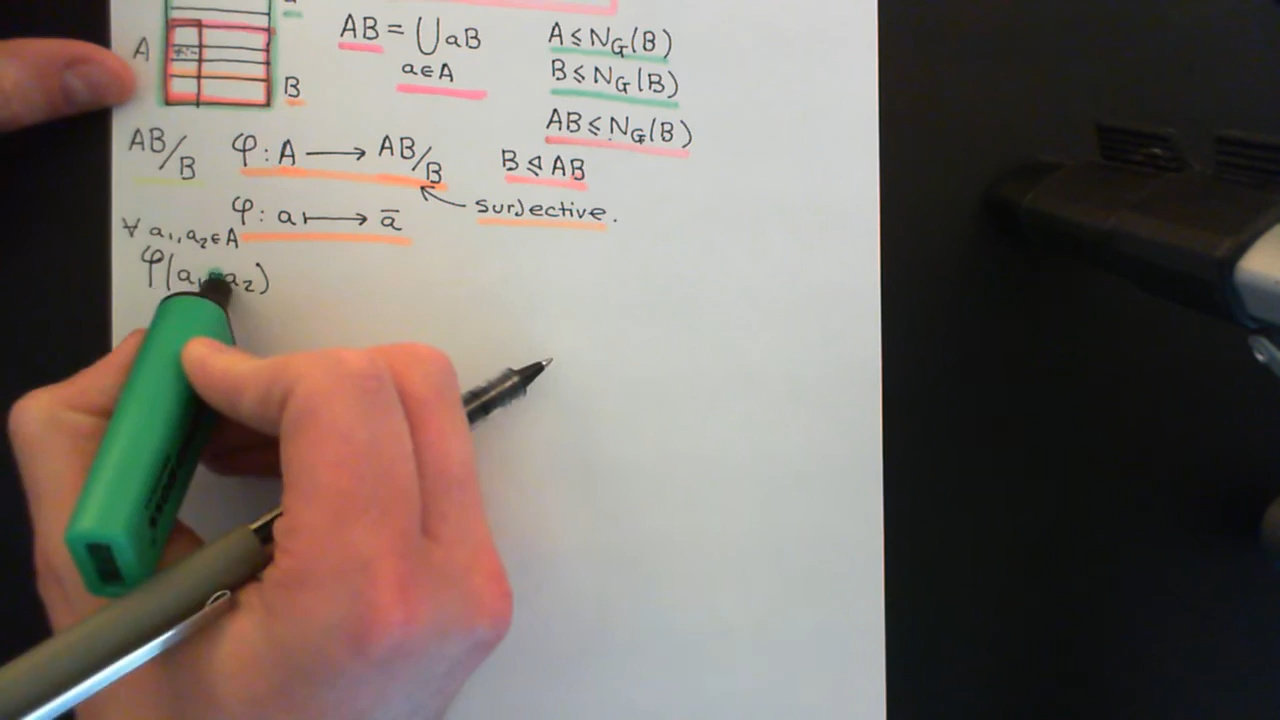 AB = ⋃ aB
a∈A
A ≤ N_G(B)
B ≤ N_G(B)
AB ≤ N_G(B)
A
B
AB/B
φ : A ⟶ AB/B
B ⊴ AB
surjective.
φ : a ⟼ ā
∀ a₁, a₂ ∈ A
φ(a₁ a₂)